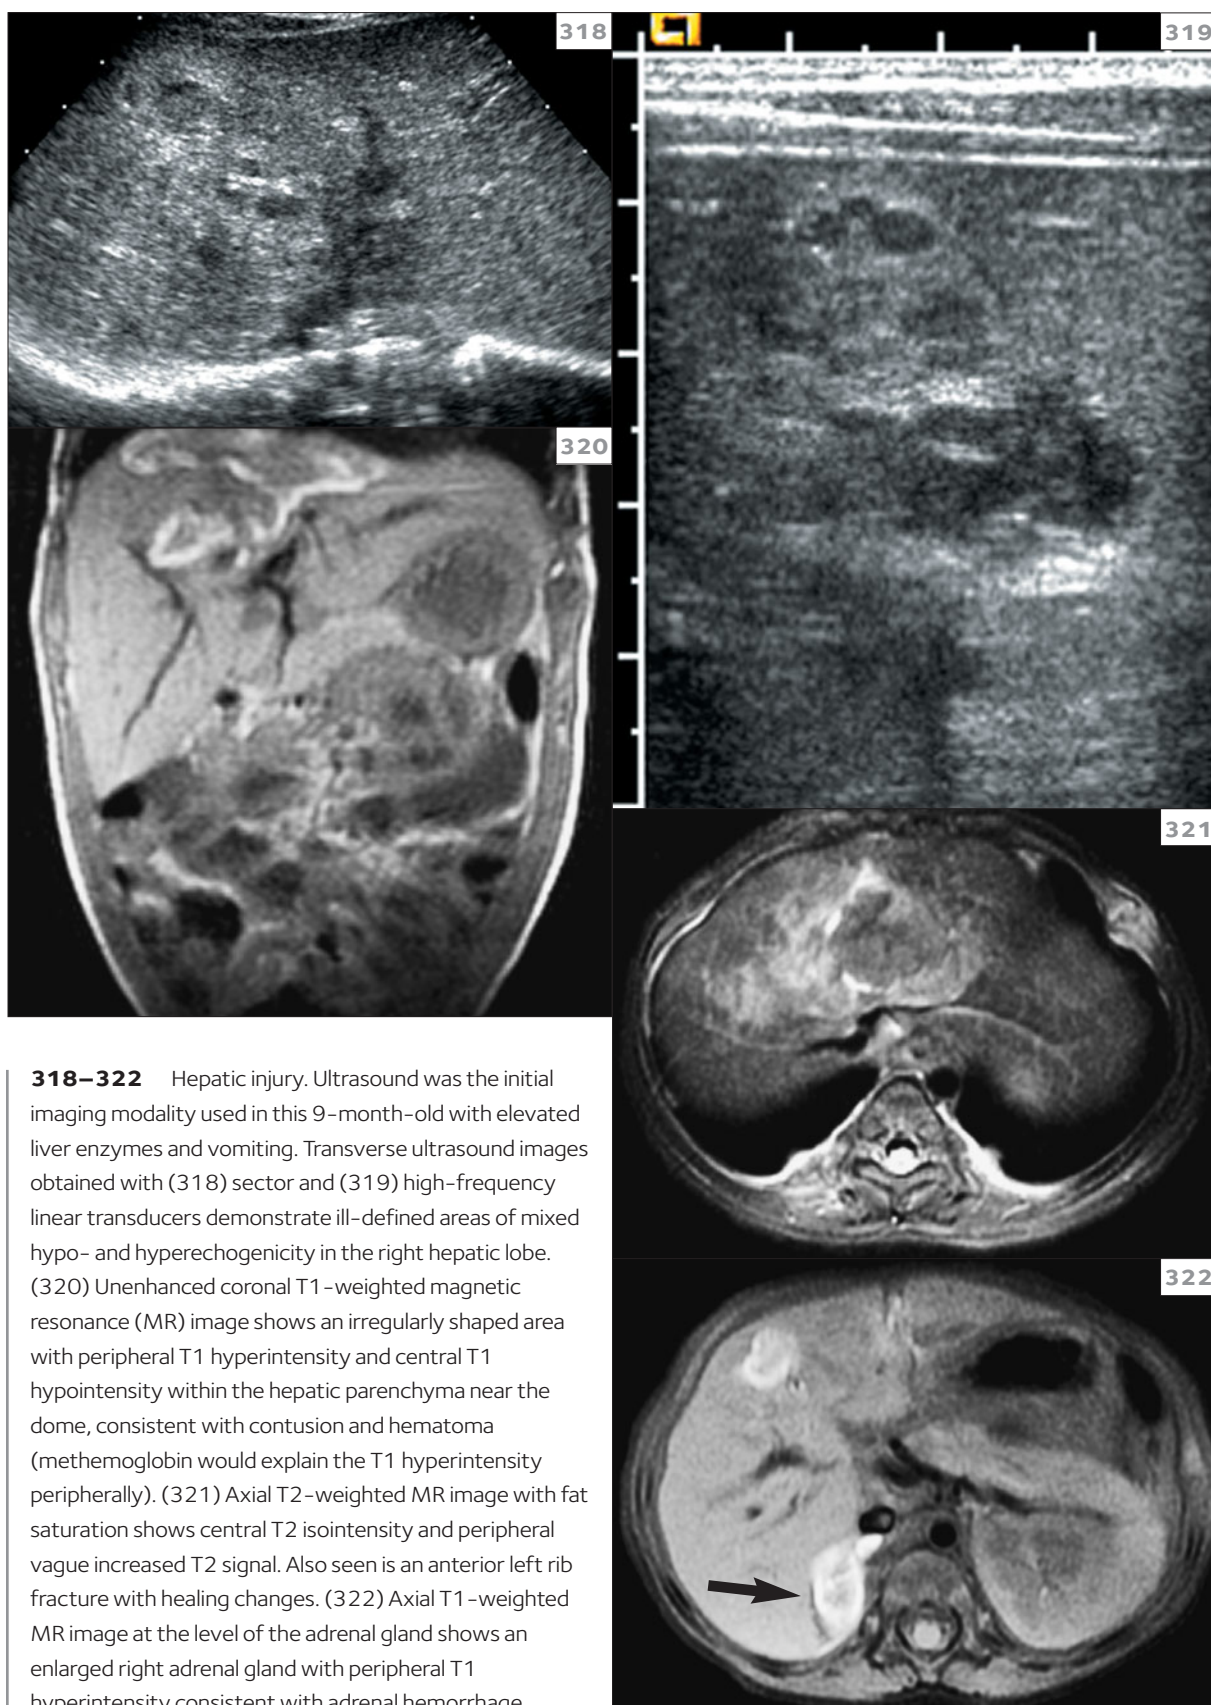 318
319
320
321
322
318–322 Hepatic injury. Ultrasound was the initial
imaging modality used in this 9-month-old with elevated
liver enzymes and vomiting. Transverse ultrasound images
obtained with (318) sector and (319) high-frequency
linear transducers demonstrate ill-defined areas of mixed
hypo- and hyperechogenicity in the right hepatic lobe.
(320) Unenhanced coronal T1-weighted magnetic
resonance (MR) image shows an irregularly shaped area
with peripheral T1 hyperintensity and central T1
hypointensity within the hepatic parenchyma near the
dome, consistent with contusion and hematoma
(methemoglobin would explain the T1 hyperintensity
peripherally). (321) Axial T2-weighted MR image with fat
saturation shows central T2 isointensity and peripheral
vague increased T2 signal. Also seen is an anterior left rib
fracture with healing changes. (322) Axial T1-weighted
MR image at the level of the adrenal gland shows an
enlarged right adrenal gland with peripheral T1
hyperintensity consistent with adrenal hemorrhage